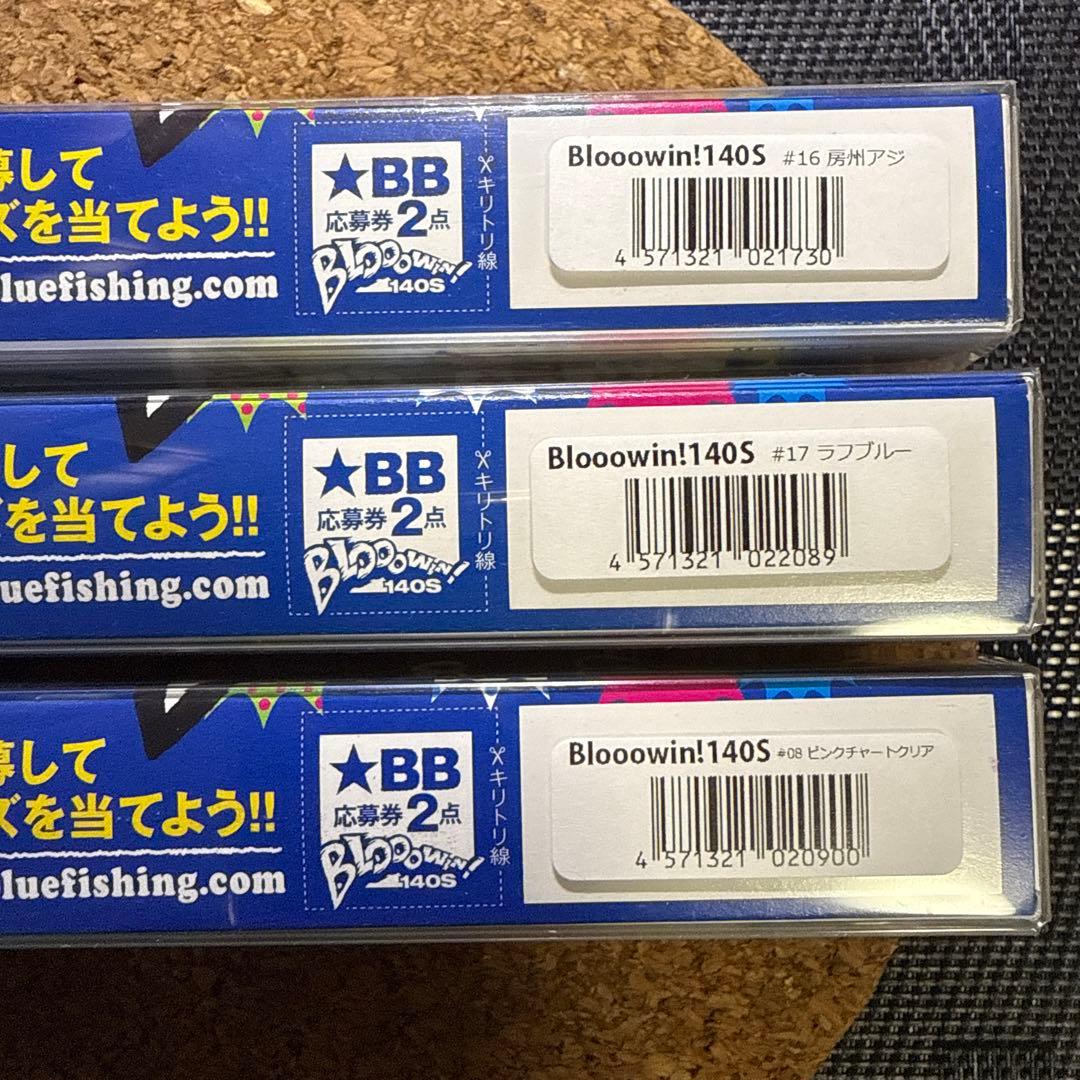 募して
ズを当てよう!!
luefishing.com
★BB
応募券2点
Blooowin!
140S
キリトリ線
Blooowin!140S #16 房州アジ
4 571321 021730
して
ズを当てよう!!
uefishing.com
★BB
応募券2点
Blooowin!
140S
キリトリ線
Blooowin!140S #17 ラフブルー
4 571321 022089
募して
ズを当てよう!!
luefishing.com
★BB
応募券2点
Blooowin!
140S
キリトリ線
Blooowin!140S #08 ピンクチャートクリア
4 571321 020900